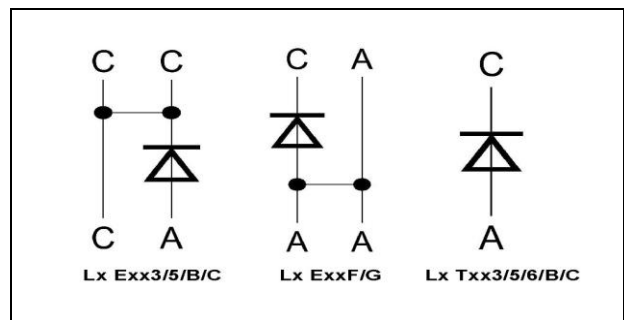 C C C A C
C A A A A
Lx Exx3/5/B/C Lx ExxF/G Lx Txx3/5/6/B/C